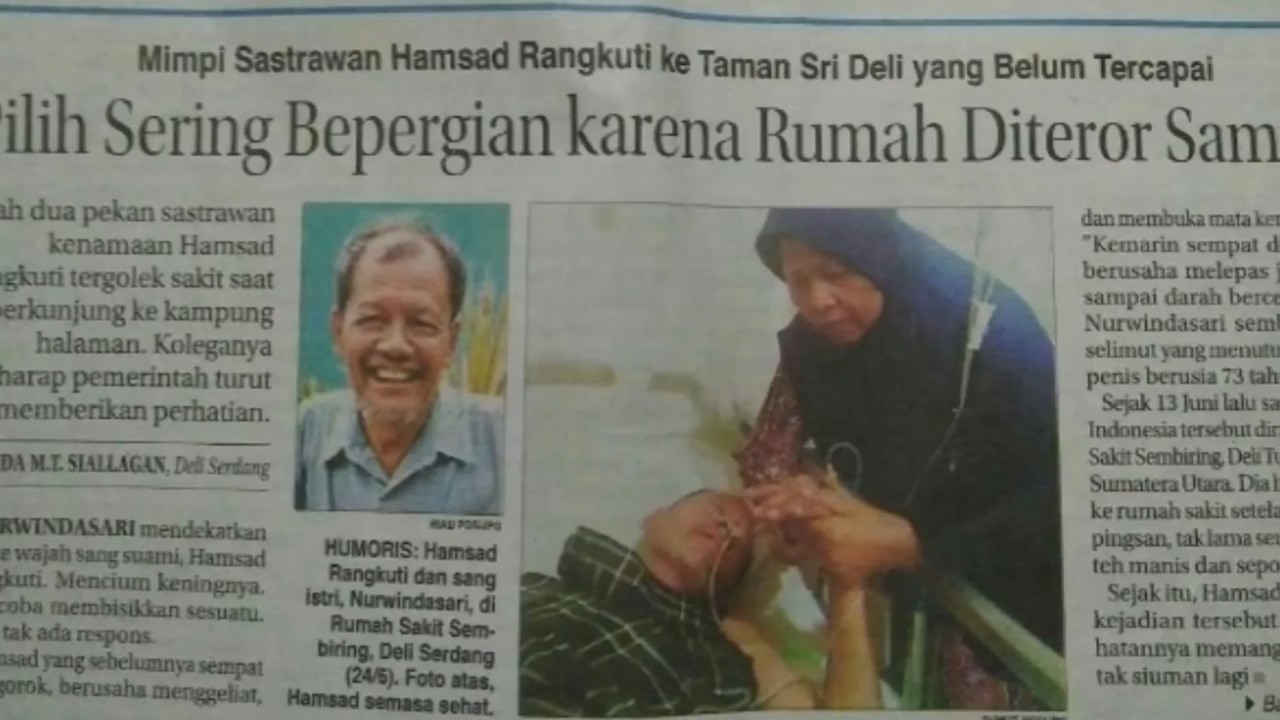 Mimpi Sastrawan Hamsad Rangkuti ke Taman Sri Deli yang Belum Tercapai
ilih Sering Bepergian karena Rumah Diteror Sam
ah dua pekan sastrawan
kenamaan Hamsad
gkuti tergolek sakit saat
erkunjung ke kampung
halaman. Koleganya
harap pemerintah turut
memberikan perhatian.
DA M.T. SIALLAGAN, Deli Serdang
RWINDASARI mendekatkan
e wajah sang suami, Hamsad
gkuti. Mencium keningnya.
coba membisikkan sesuatu.
tak ada respons.
nsad yang sebelumnya sempat
gorok, berusaha menggeliat,
HUMORIS: Hamsad
Rangkuti dan sang
istri, Nurwindasari, di
Rumah Sakit Sem-
biring, Deli Serdang
(24/6). Foto atas,
Hamsad semasa sehat.
dan membuka mata ker
"Kemarin sempat d
berusaha melepas j
sampai darah berce
Nurwindasari seml
selimut yang menutu
penis berusia 73 tah
Sejak 13 Juni lalu sa
Indonesia tersebut dir
Sakit Sembiring, Deli Tu
Sumatera Utara. Dia b
ke rumah sakit setela
pingsan, tak lama se
teh manis dan sepo
Sejak itu, Hamsad
kejadian tersebut.
hatannya memang
tak siuman lagi